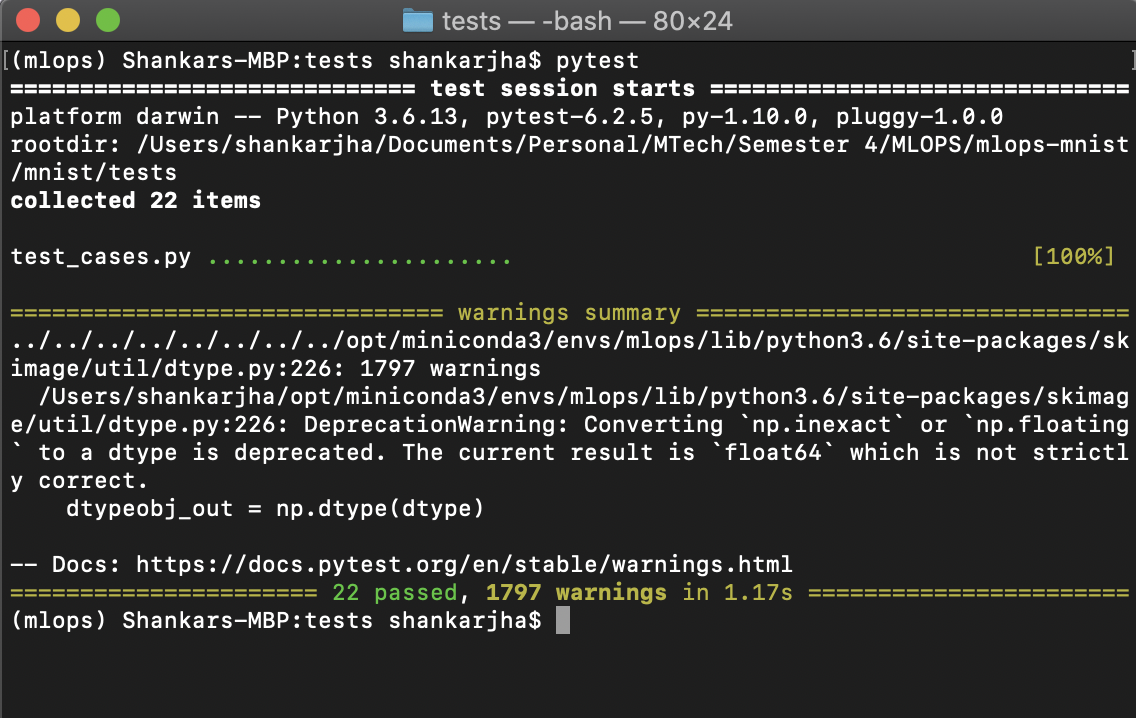 tests — -bash — 80×24
(mlops) Shankars-MBP:tests shankarjha$ pytest
============================= test session starts ==============================
platform darwin -- Python 3.6.13, pytest-6.2.5, py-1.10.0, pluggy-1.0.0
rootdir: /Users/shankarjha/Documents/Personal/MTech/Semester 4/MLOPS/mlops-mnist
/mnist/tests
collected 22 items
test_cases.py ...................... [100%]
=============================== warnings summary ===============================
../../../../../../../../opt/miniconda3/envs/mlops/lib/python3.6/site-packages/sk
image/util/dtype.py:226: 1797 warnings
/Users/shankarjha/opt/miniconda3/envs/mlops/lib/python3.6/site-packages/skimag
e/util/dtype.py:226: DeprecationWarning: Converting `np.inexact` or `np.floating
` to a dtype is deprecated. The current result is `float64` which is not strictl
y correct.
dtypeobj_out = np.dtype(dtype)
-- Docs: https://docs.pytest.org/en/stable/warnings.html
====================== 22 passed, 1797 warnings in 1.17s =======================
(mlops) Shankars-MBP:tests shankarjha$